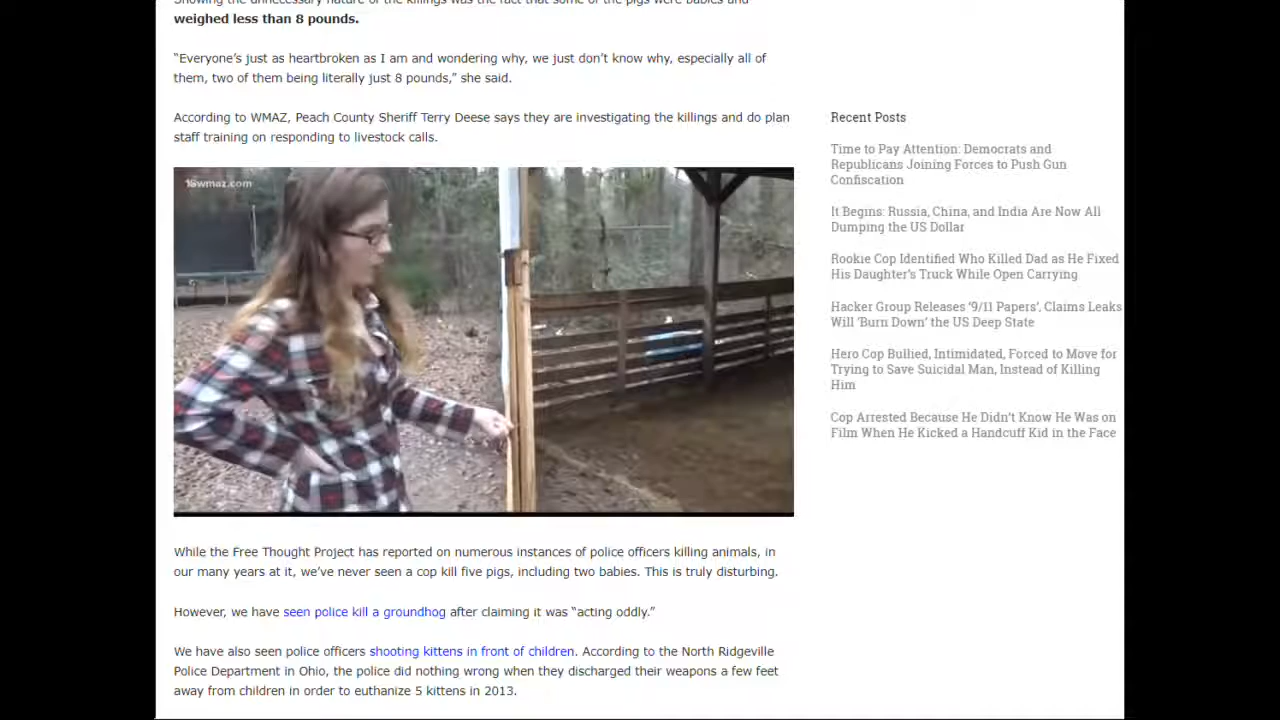 Showing the unnecessary nature of the killings was the fact that some of the pigs were babies and
weighed less than 8 pounds.
“Everyone’s just as heartbroken as I am and wondering why, we just don’t know why, especially all of
them, two of them being literally just 8 pounds,” she said.
According to WMAZ, Peach County Sheriff Terry Deese says they are investigating the killings and do plan
staff training on responding to livestock calls.
13wmaz.com
While the Free Thought Project has reported on numerous instances of police officers killing animals, in
our many years at it, we’ve never seen a cop kill five pigs, including two babies. This is truly disturbing.
However, we have seen police kill a groundhog after claiming it was “acting oddly.”
We have also seen police officers shooting kittens in front of children. According to the North Ridgeville
Police Department in Ohio, the police did nothing wrong when they discharged their weapons a few feet
away from children in order to euthanize 5 kittens in 2013.
Recent Posts
Time to Pay Attention: Democrats and
Republicans Joining Forces to Push Gun
Confiscation
It Begins: Russia, China, and India Are Now All
Dumping the US Dollar
Rookie Cop Identified Who Killed Dad as He Fixed
His Daughter’s Truck While Open Carrying
Hacker Group Releases ‘9/11 Papers’, Claims Leaks
Will ‘Burn Down’ the US Deep State
Hero Cop Bullied, Intimidated, Forced to Move for
Trying to Save Suicidal Man, Instead of Killing
Him
Cop Arrested Because He Didn’t Know He Was on
Film When He Kicked a Handcuff Kid in the Face